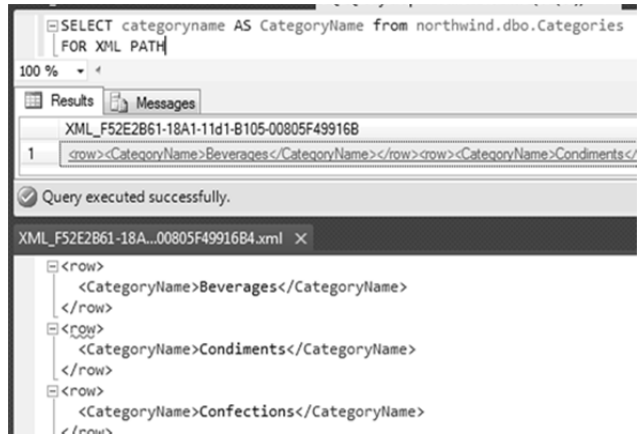 SELECT categoryname AS CategoryName from northwind.dbo.Categories
FOR XML PATH
100 %
Results Messages
XML_F52E2B61-18A1-11d1-B105-00805F49916B
1 <row><CategoryName>Beverages</CategoryName></row><row><CategoryName>Condiments</
Query executed successfully.
XML_F52E2B61-18A...00805F49916B4.xml
<row>
<CategoryName>Beverages</CategoryName>
</row>
<row>
<CategoryName>Condiments</CategoryName>
</row>
<row>
<CategoryName>Confections</CategoryName>
</row>